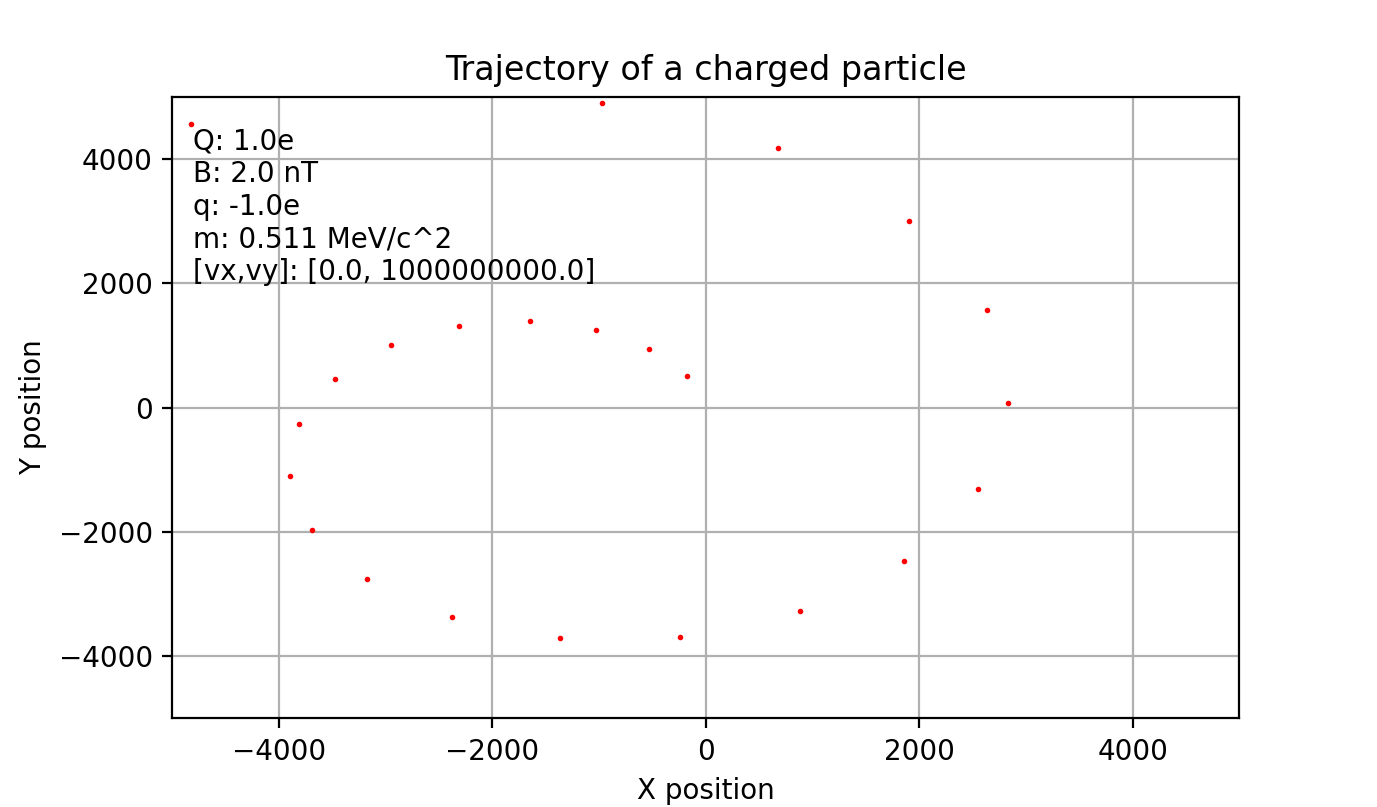 Trajectory of a charged particle
Q: 1.0e
B: 2.0 nT
q: -1.0e
m: 0.511 MeV/c^2
[vx,vy]: [0.0, 1000000000.0]
4000
2000
0
−2000
−4000
Y position
−4000 −2000 0 2000 4000
X position